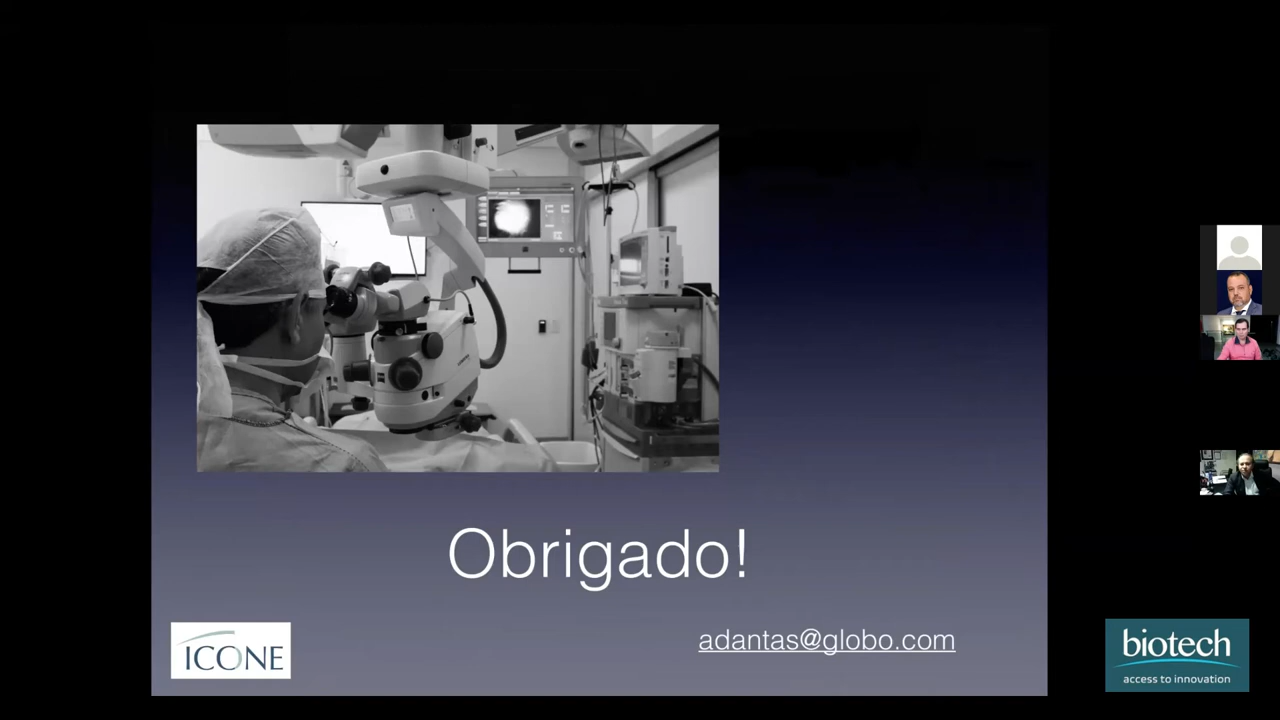 Obrigado!
adantas@globo.com
ICONE
biotech
access to innovation